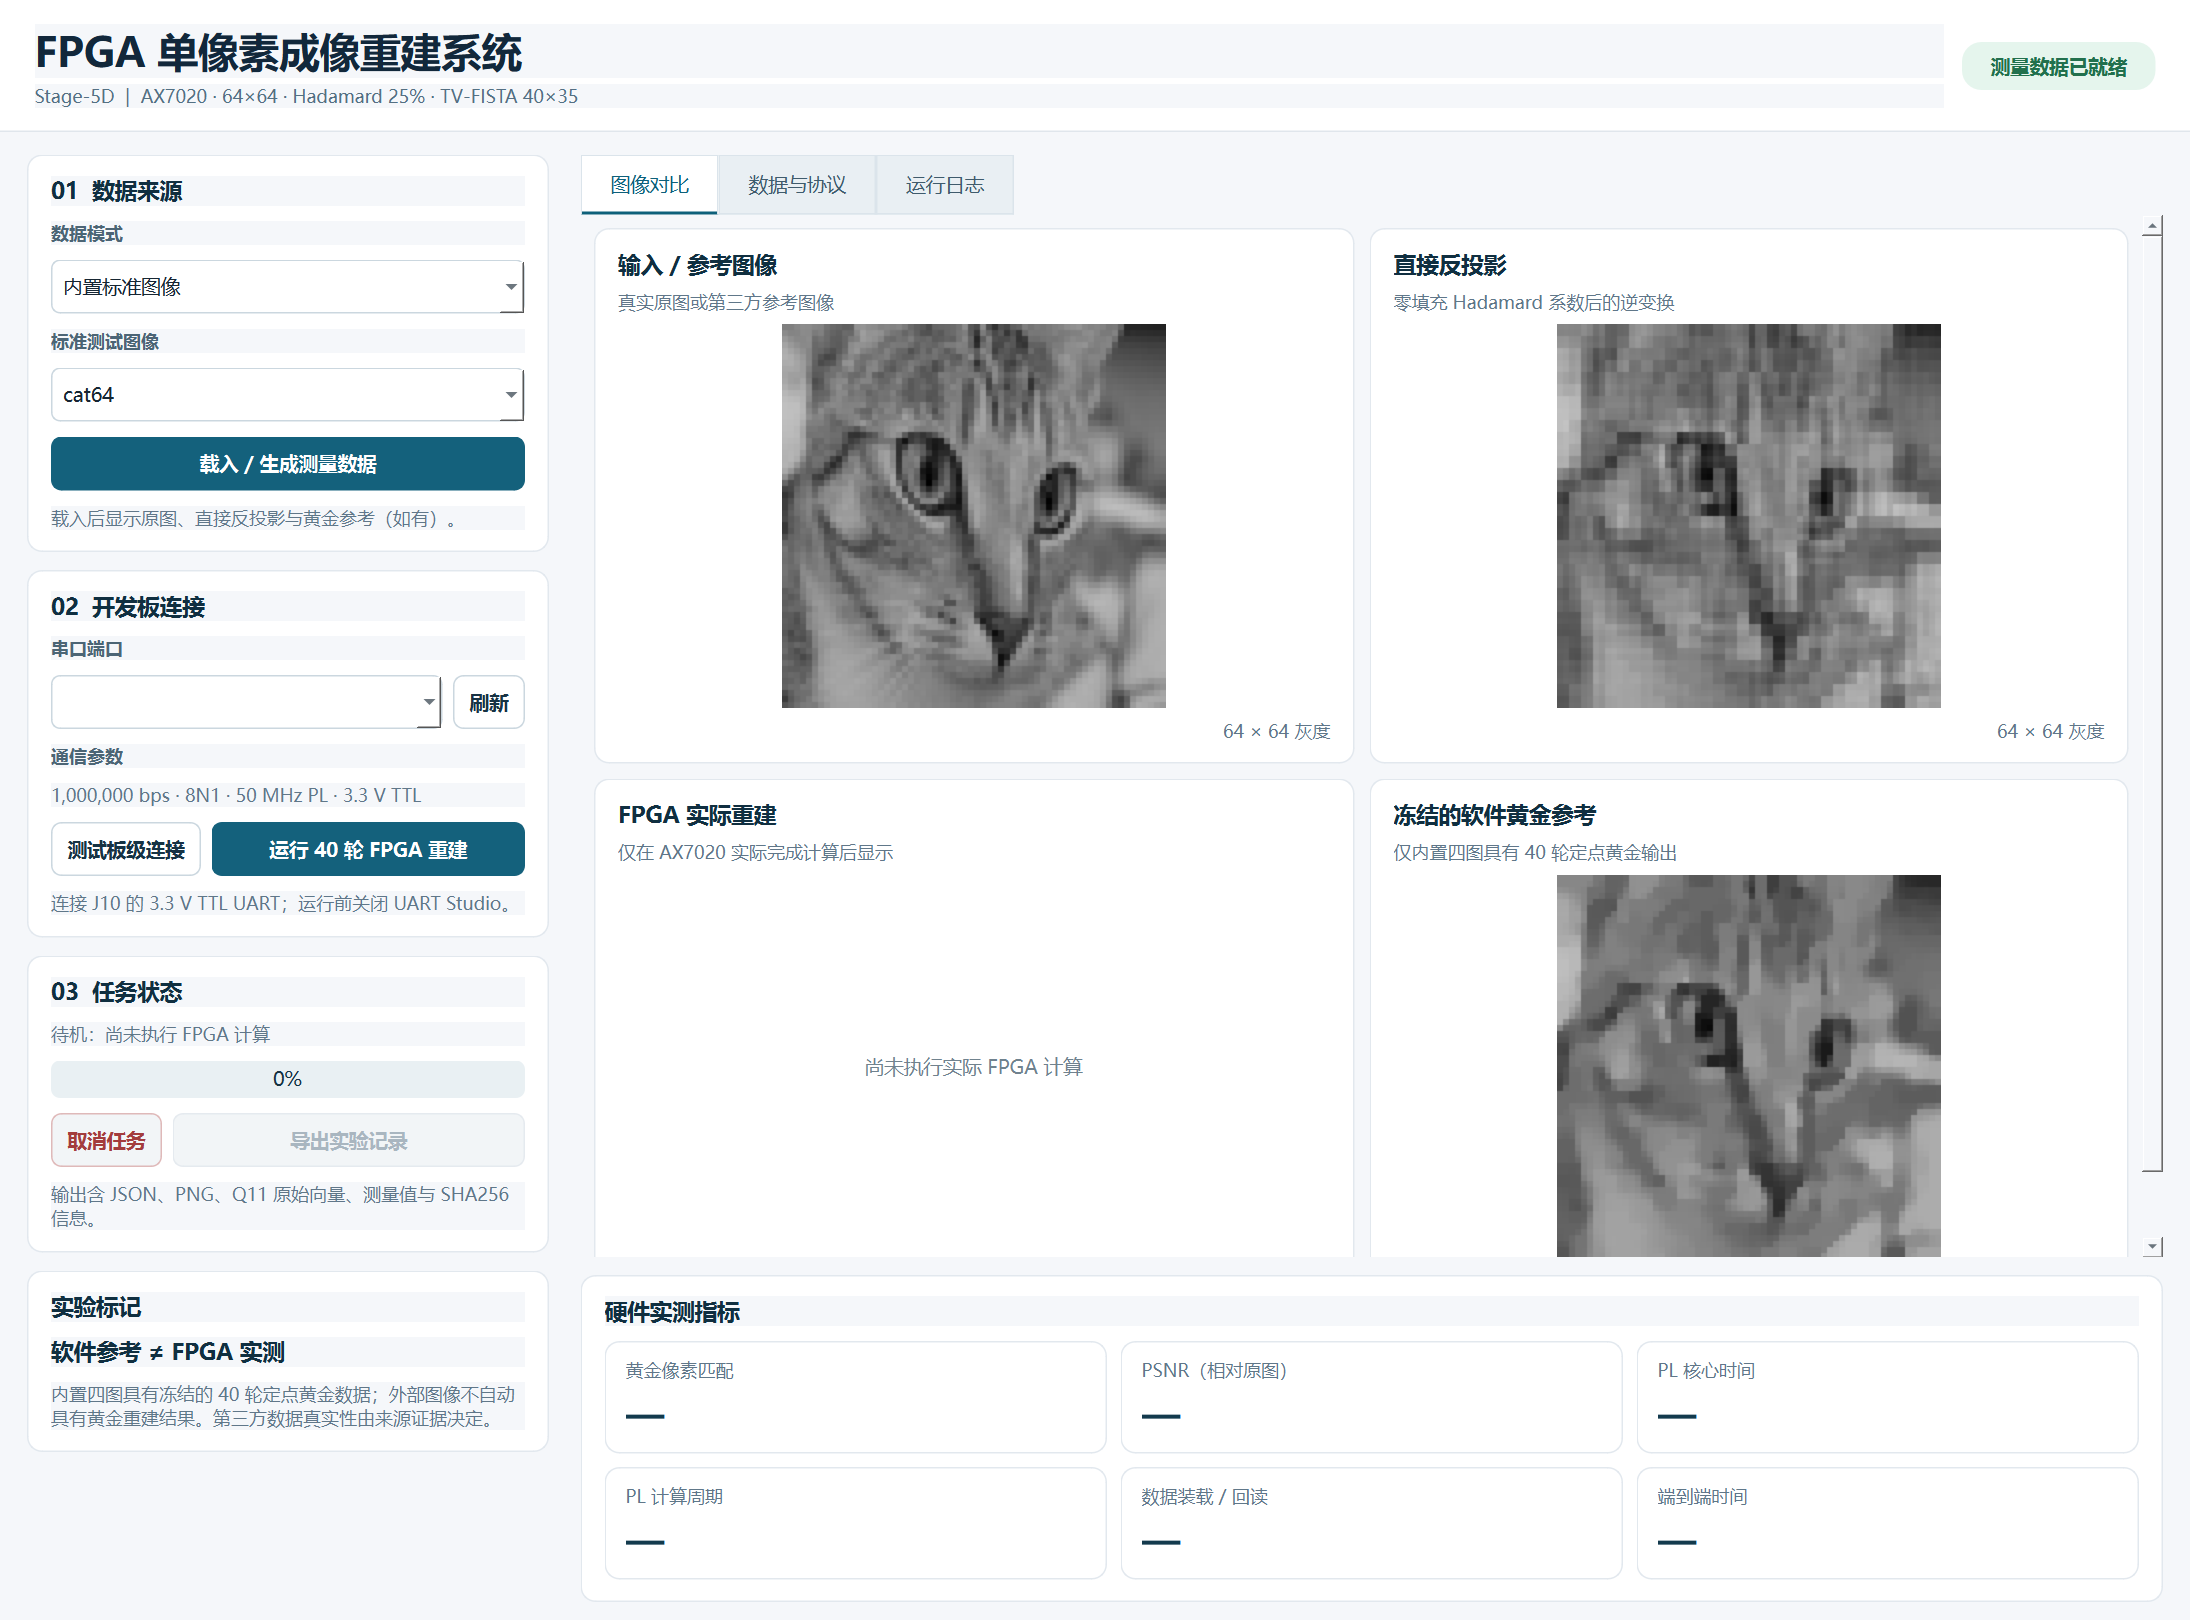 FPGA 单像素成像重建系统
Stage-5D | AX7020 · 64×64 · Hadamard 25% · TV-FISTA 40×35
测量数据已就绪
01 数据来源
数据模式
内置标准图像
标准测试图像
cat64
载入 / 生成测量数据
载入后显示原图、直接反投影与黄金参考（如有）。
02 开发板连接
串口端口
刷新
通信参数
1,000,000 bps · 8N1 · 50 MHz PL · 3.3 V TTL
测试板级连接
运行 40 轮 FPGA 重建
连接 J10 的 3.3 V TTL UART；运行前关闭 UART Studio。
03 任务状态
待机：尚未执行 FPGA 计算
0%
取消任务
导出实验记录
输出含 JSON、PNG、Q11 原始向量、测量值与 SHA256
信息。
实验标记
软件参考 ≠ FPGA 实测
内置四图具有冻结的 40 轮定点黄金数据；外部图像不自动
具有黄金重建结果。第三方数据真实性由来源证据决定。
图像对比
数据与协议
运行日志
输入 / 参考图像
真实原图或第三方参考图像
64 × 64 灰度
直接反投影
零填充 Hadamard 系数后的逆变换
64 × 64 灰度
FPGA 实际重建
仅在 AX7020 实际完成计算后显示
尚未执行实际 FPGA 计算
冻结的软件黄金参考
仅内置四图具有 40 轮定点黄金输出
硬件实测指标
黄金像素匹配
—
PSNR（相对原图）
—
PL 核心时间
—
PL 计算周期
—
数据装载 / 回读
—
端到端时间
—